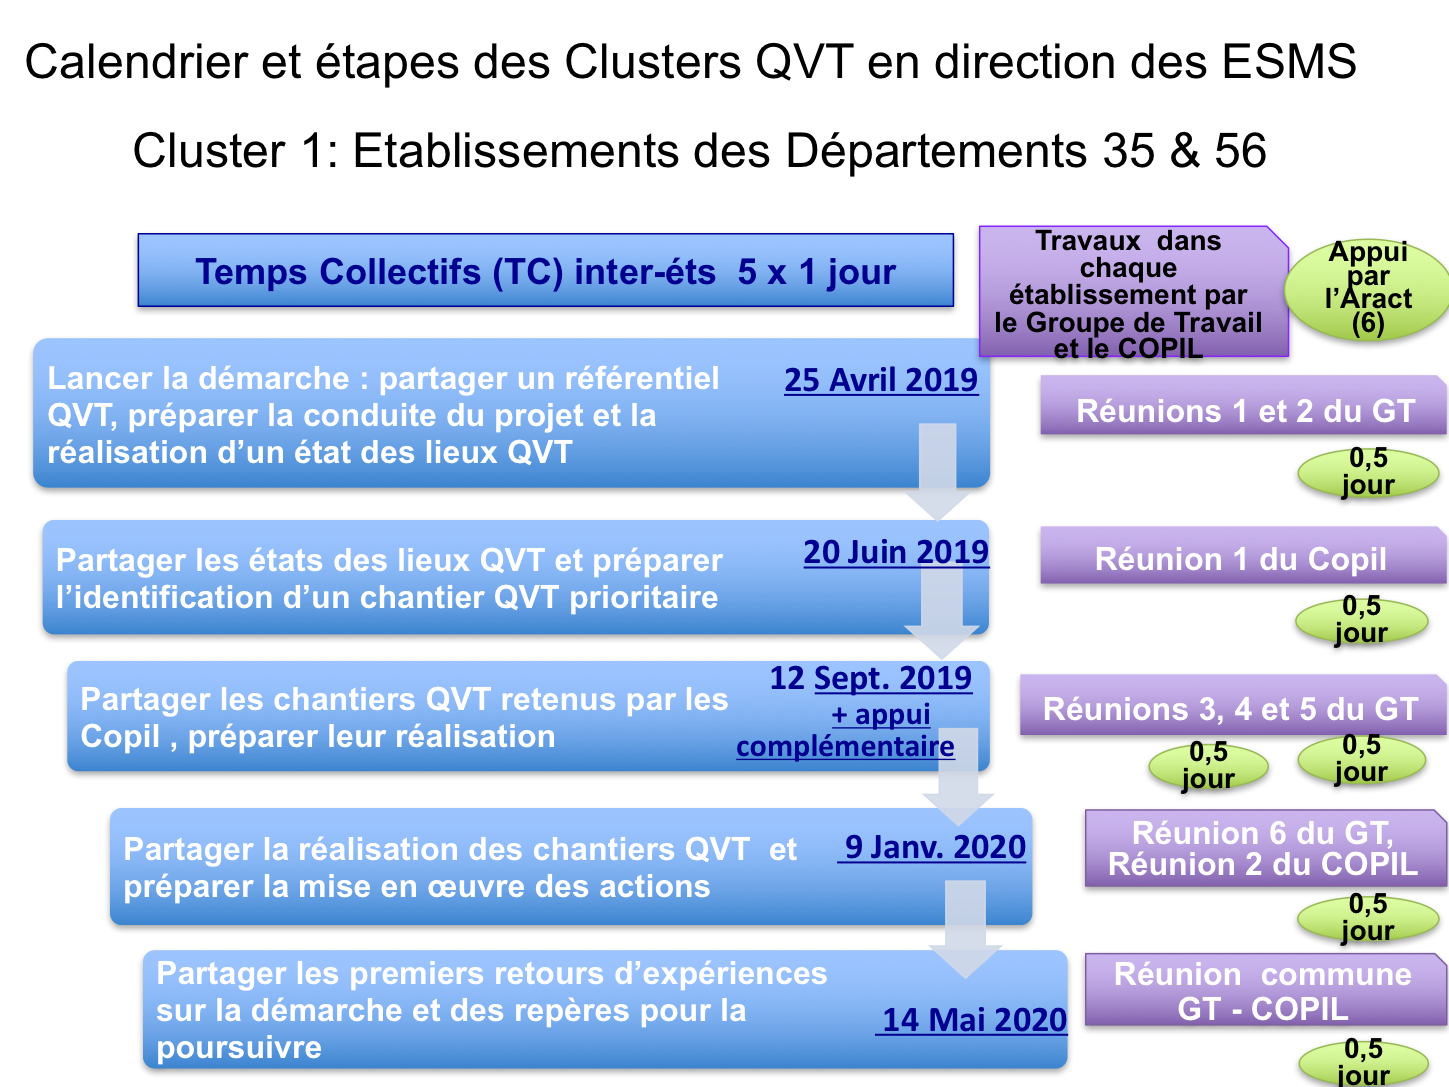 Calendrier et étapes des Clusters QVT en direction des ESMS
Cluster 1: Etablissements des Départements 35 & 56
Temps Collectifs (TC) inter-éts  5 x 1 jour
Travaux  dans
chaque
établissement par
le Groupe de Travail
et le COPIL
Appui
par
l’Aract
(6)
Lancer la démarche : partager un référentiel
QVT, préparer la conduite du projet et la
réalisation d’un état des lieux QVT
25 Avril 2019
Réunions 1 et 2 du GT
0,5
jour
Partager les états des lieux QVT et préparer
l’identification d’un chantier QVT prioritaire
20 Juin 2019
Réunion 1 du Copil
0,5
jour
Partager les chantiers QVT retenus par les
Copil , préparer leur réalisation
12 Sept. 2019
+ appui
complémentaire
Réunions 3, 4 et 5 du GT
0,5
jour
0,5
jour
Partager la réalisation des chantiers QVT  et
préparer la mise en œuvre des actions
9 Janv. 2020
Réunion 6 du GT,
Réunion 2 du COPIL
0,5
jour
Partager les premiers retours d’expériences
sur la démarche et des repères pour la
poursuivre
14 Mai 2020
Réunion  commune
GT - COPIL
0,5
jour